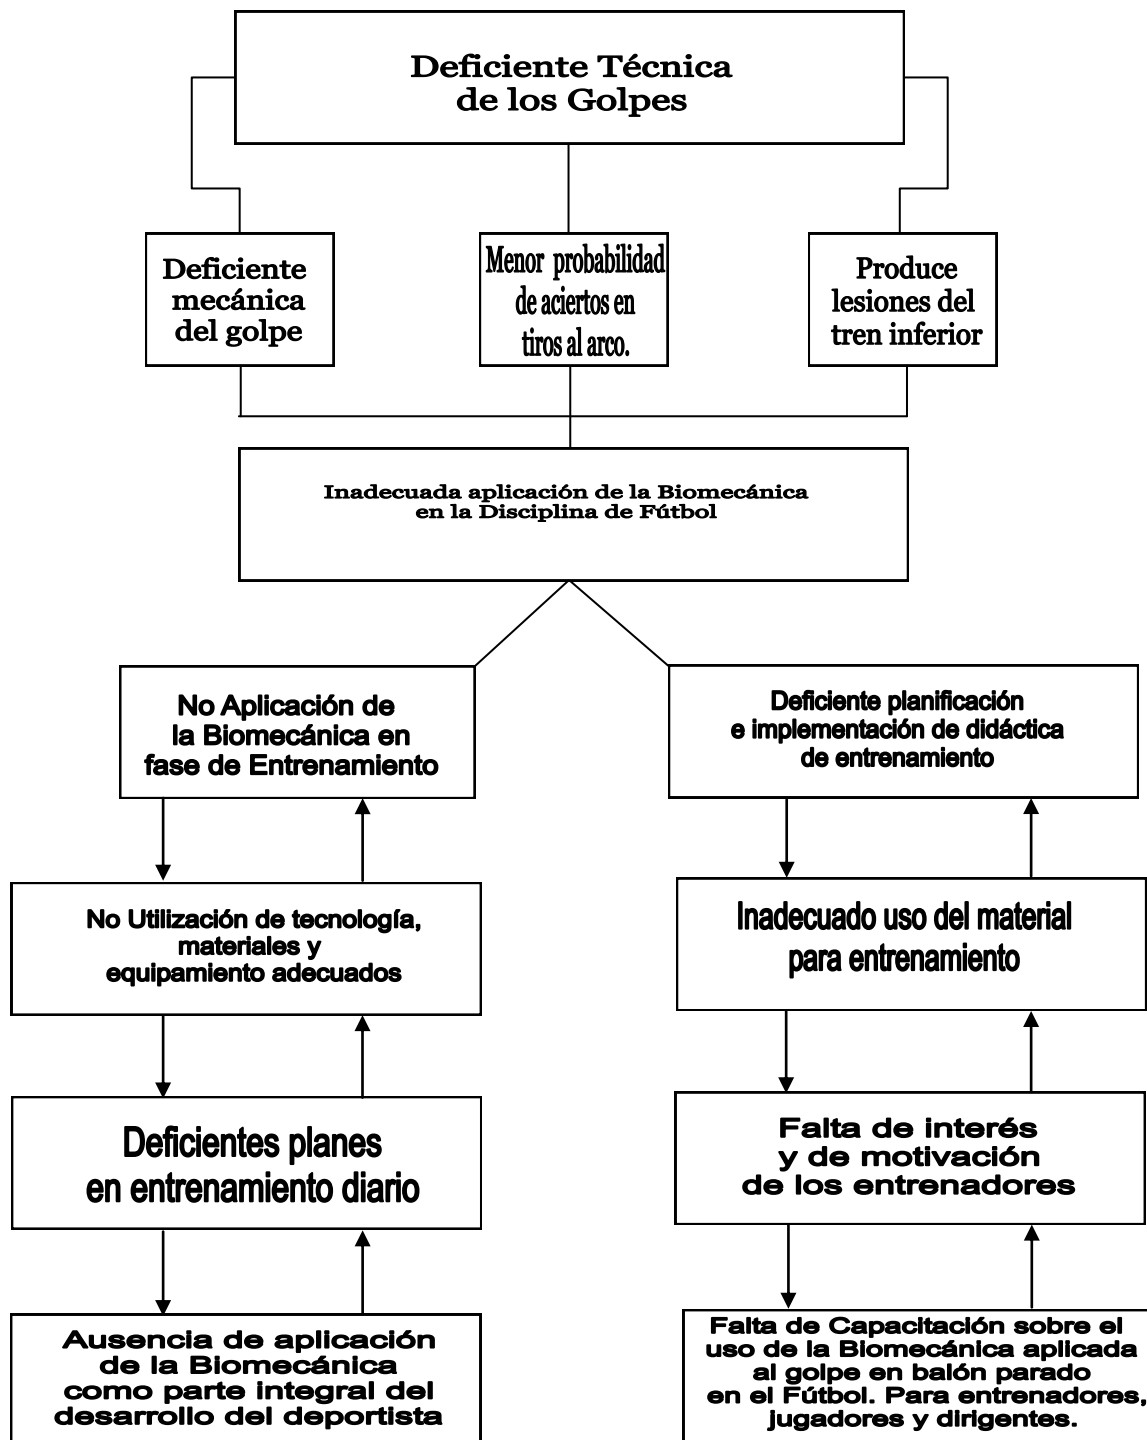 Deficiente Técnica
de los Golpes
Deficiente
mecánica
del golpe
Menor probabilidad
de aciertos en
tiros al arco.
Produce
lesiones del
tren inferior
Inadecuada aplicación de la Biomecánica
en la Disciplina de Fútbol
No Aplicación de
la Biomecánica en
fase de Entrenamiento
Deficiente planificación
e implementación de didáctica
de entrenamiento
No Utilización de tecnología,
materiales y
equipamiento adecuados
Inadecuado uso del material
para entrenamiento
Deficientes planes
en entrenamiento diario
Falta de interés
y de motivación
de los entrenadores
Ausencia de aplicación
de la Biomecánica
como parte integral del
desarrollo del deportista
Falta de Capacitación sobre el
uso de la Biomecánica aplicada
al golpe en balón parado
en el Fútbol. Para entrenadores,
jugadores y dirigentes.